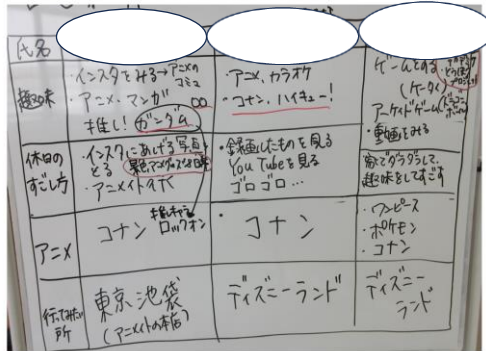 氏名
趣味
・インスタをみる→アニメの
コミュ
・アニメ・マンガ
推し!ガンダム
・アニメ、カラオケ
・コナン、ハイキュー!
ゲームをする
(ケータイ)
アーケードゲーム
・動画をみる
休日の
すごし方
・インスタにあげる写真を
とる
・アニメイト行く
・録画したものを見る
YouTubeを見る
ゴロゴロ…
家でダラダラして、
趣味をしてすごす
アニメ
コナン
推しキャラ
ロックオン
・コナン
・ワンピース
・ポケモン
・コナン
行ってみたい
所
東京池袋
(アニメイトの本店)
ディズニーランド
ディズニー
ランド